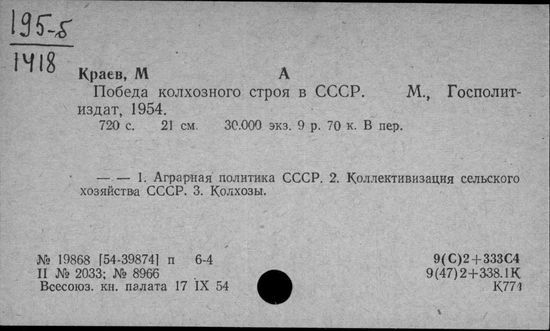 195-5
1418
Краев, М А
Победа колхозного строя в СССР. М., Госполит-
издат, 1954.
720 с. 21 см. 30.000 экз. 9 р. 70 к. В пер.
— — 1. Аграрная политика СССР. 2. Коллективизация сельского
хозяйства СССР. 3. Колхозы.
№ 19868 [54-39874] п 6-4
II № 2033; № 8966
Всесоюз. кн. палата 17 IX 54
9(С)2+333С4
9(47)2+338.1К
К771